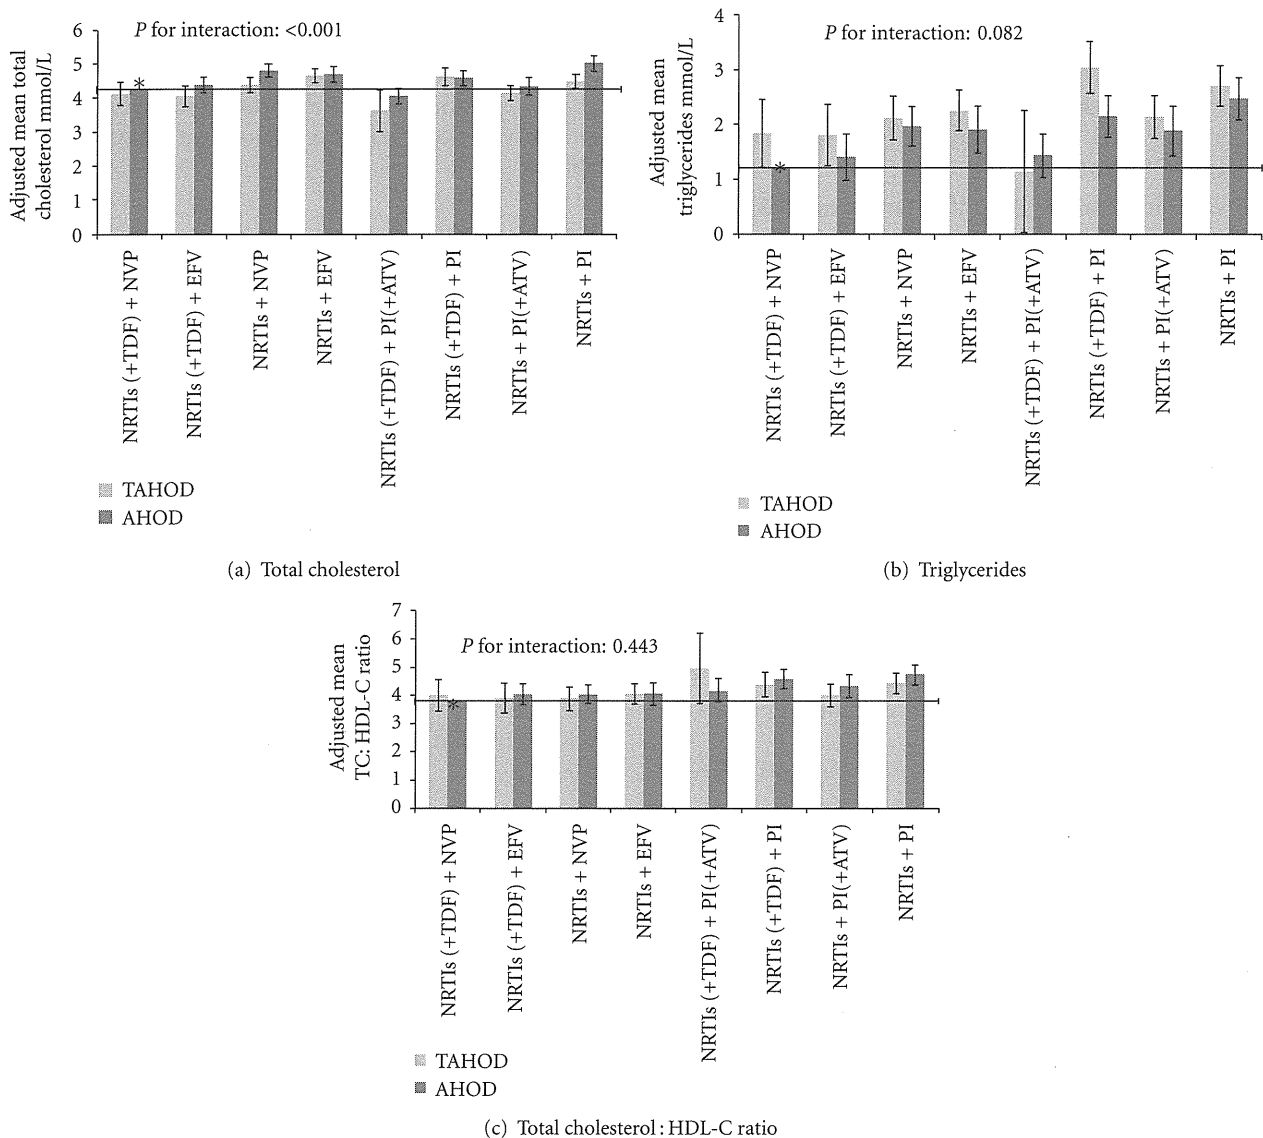 P for interaction: <0.001
Adjusted mean total
cholesterol mmol/L
6
5
4
3
2
1
0
*
NRTIs (+TDF) + NVP
NRTIs (+TDF) + EFV
NRTIs + NVP
NRTIs + EFV
NRTIs (+TDF) + PI(+ATV)
NRTIs (+TDF) + PI
NRTIs + PI(+ATV)
NRTIs + PI
TAHOD
AHOD
(a) Total cholesterol
P for interaction: 0.082
Adjusted mean
triglycerides mmol/L
4
3
2
1
0
*
NRTIs (+TDF) + NVP
NRTIs (+TDF) + EFV
NRTIs + NVP
NRTIs + EFV
NRTIs (+TDF) + PI(+ATV)
NRTIs (+TDF) + PI
NRTIs + PI(+ATV)
NRTIs + PI
TAHOD
AHOD
(b) Triglycerides
P for interaction: 0.443
Adjusted mean
TC: HDL-C ratio
7
6
5
4
3
2
1
0
*
NRTIs (+TDF) + NVP
NRTIs (+TDF) + EFV
NRTIs + NVP
NRTIs + EFV
NRTIs (+TDF) + PI(+ATV)
NRTIs (+TDF) + PI
NRTIs + PI(+ATV)
NRTIs + PI
TAHOD
AHOD
(c) Total cholesterol : HDL-C ratio